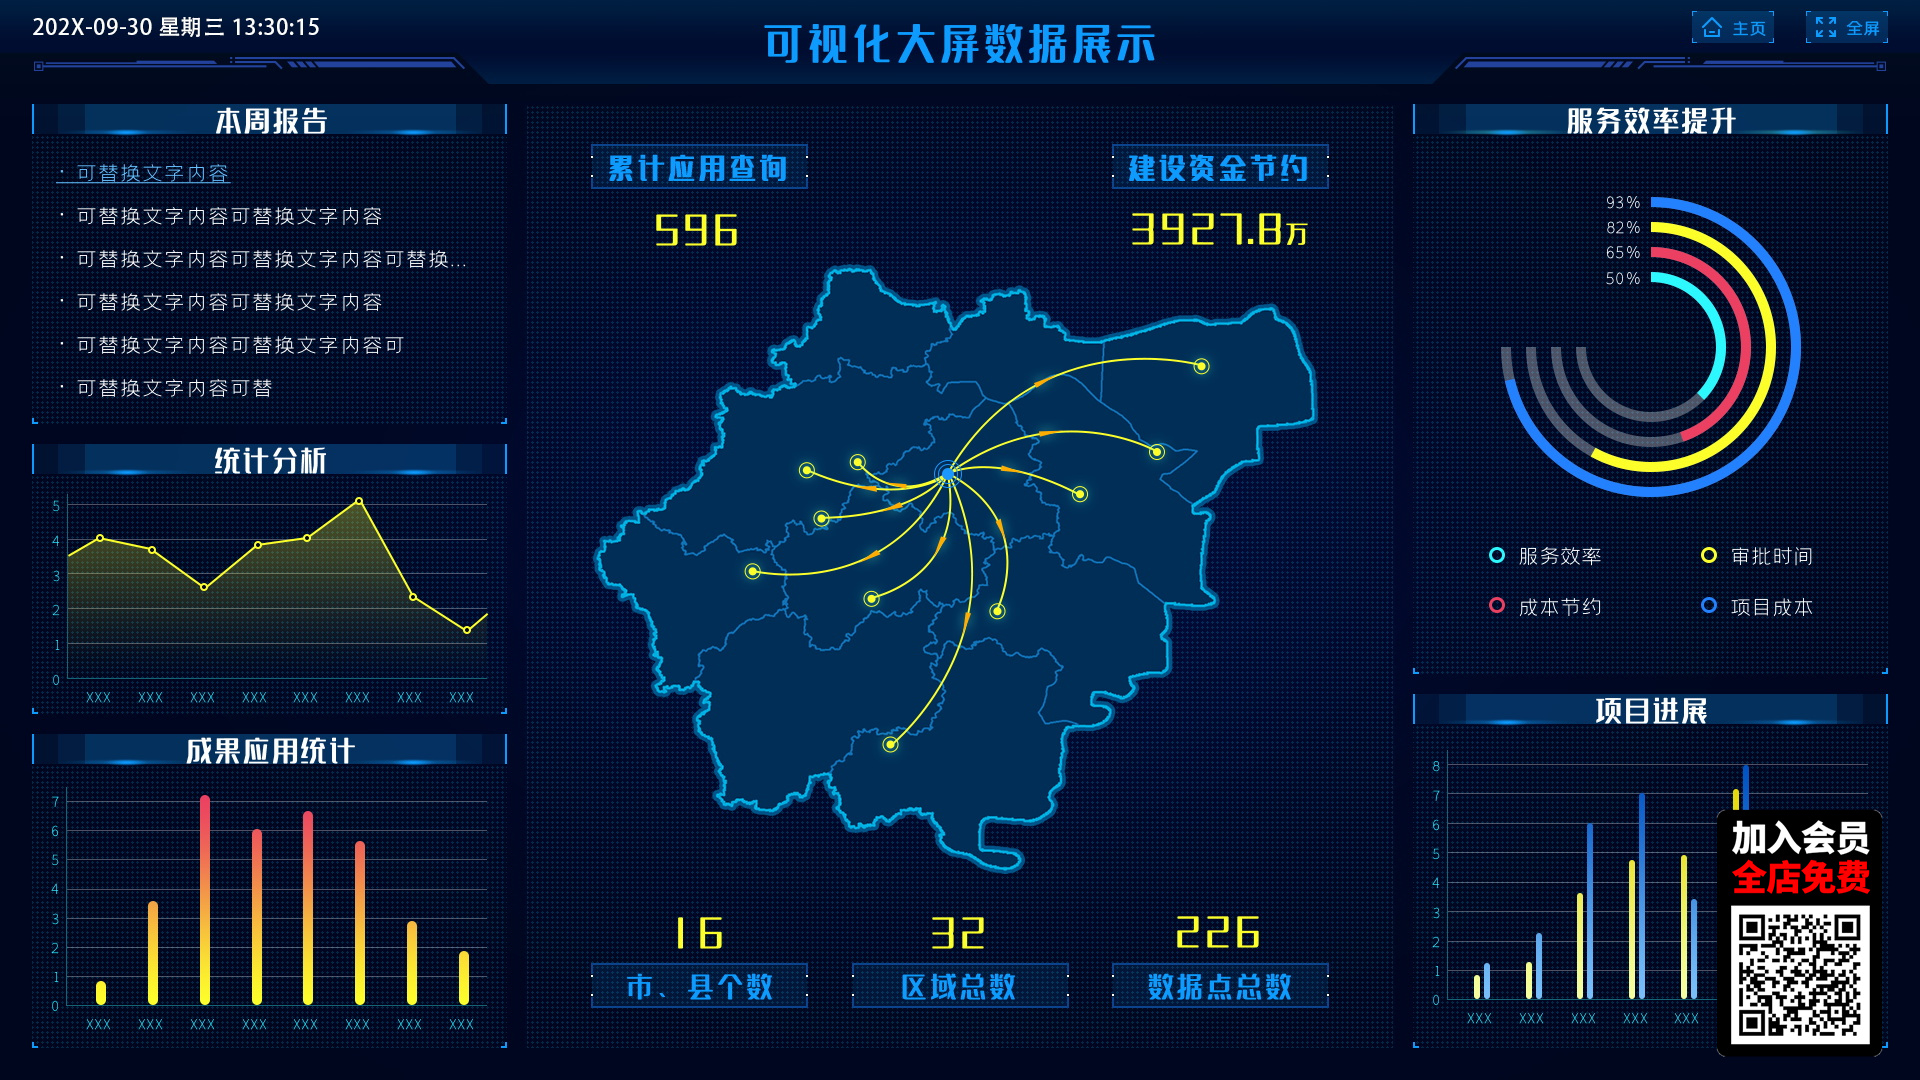 202X-09-30 星期三 13:30:15
可视化大屏数据展示
主页
全屏
本周报告
· 可替换文字内容
· 可替换文字内容可替换文字内容
· 可替换文字内容可替换文字内容可替换...
· 可替换文字内容可替换文字内容
· 可替换文字内容可替换文字内容可
· 可替换文字内容可替
统计分析
5
4
3
2
1
0
XXX XXX XXX XXX XXX XXX XXX XXX
成果应用统计
7
6
5
4
3
2
1
0
XXX XXX XXX XXX XXX XXX XXX XXX
累计应用查询
596
建设资金节约
3927.8万
16
市、县个数
32
区域总数
226
数据点总数
服务效率提升
93%
82%
65%
50%
服务效率
审批时间
成本节约
项目成本
项目进展
8
7
6
5
4
3
2
1
0
XXX XXX XXX XXX XXX
加入会员
全店免费